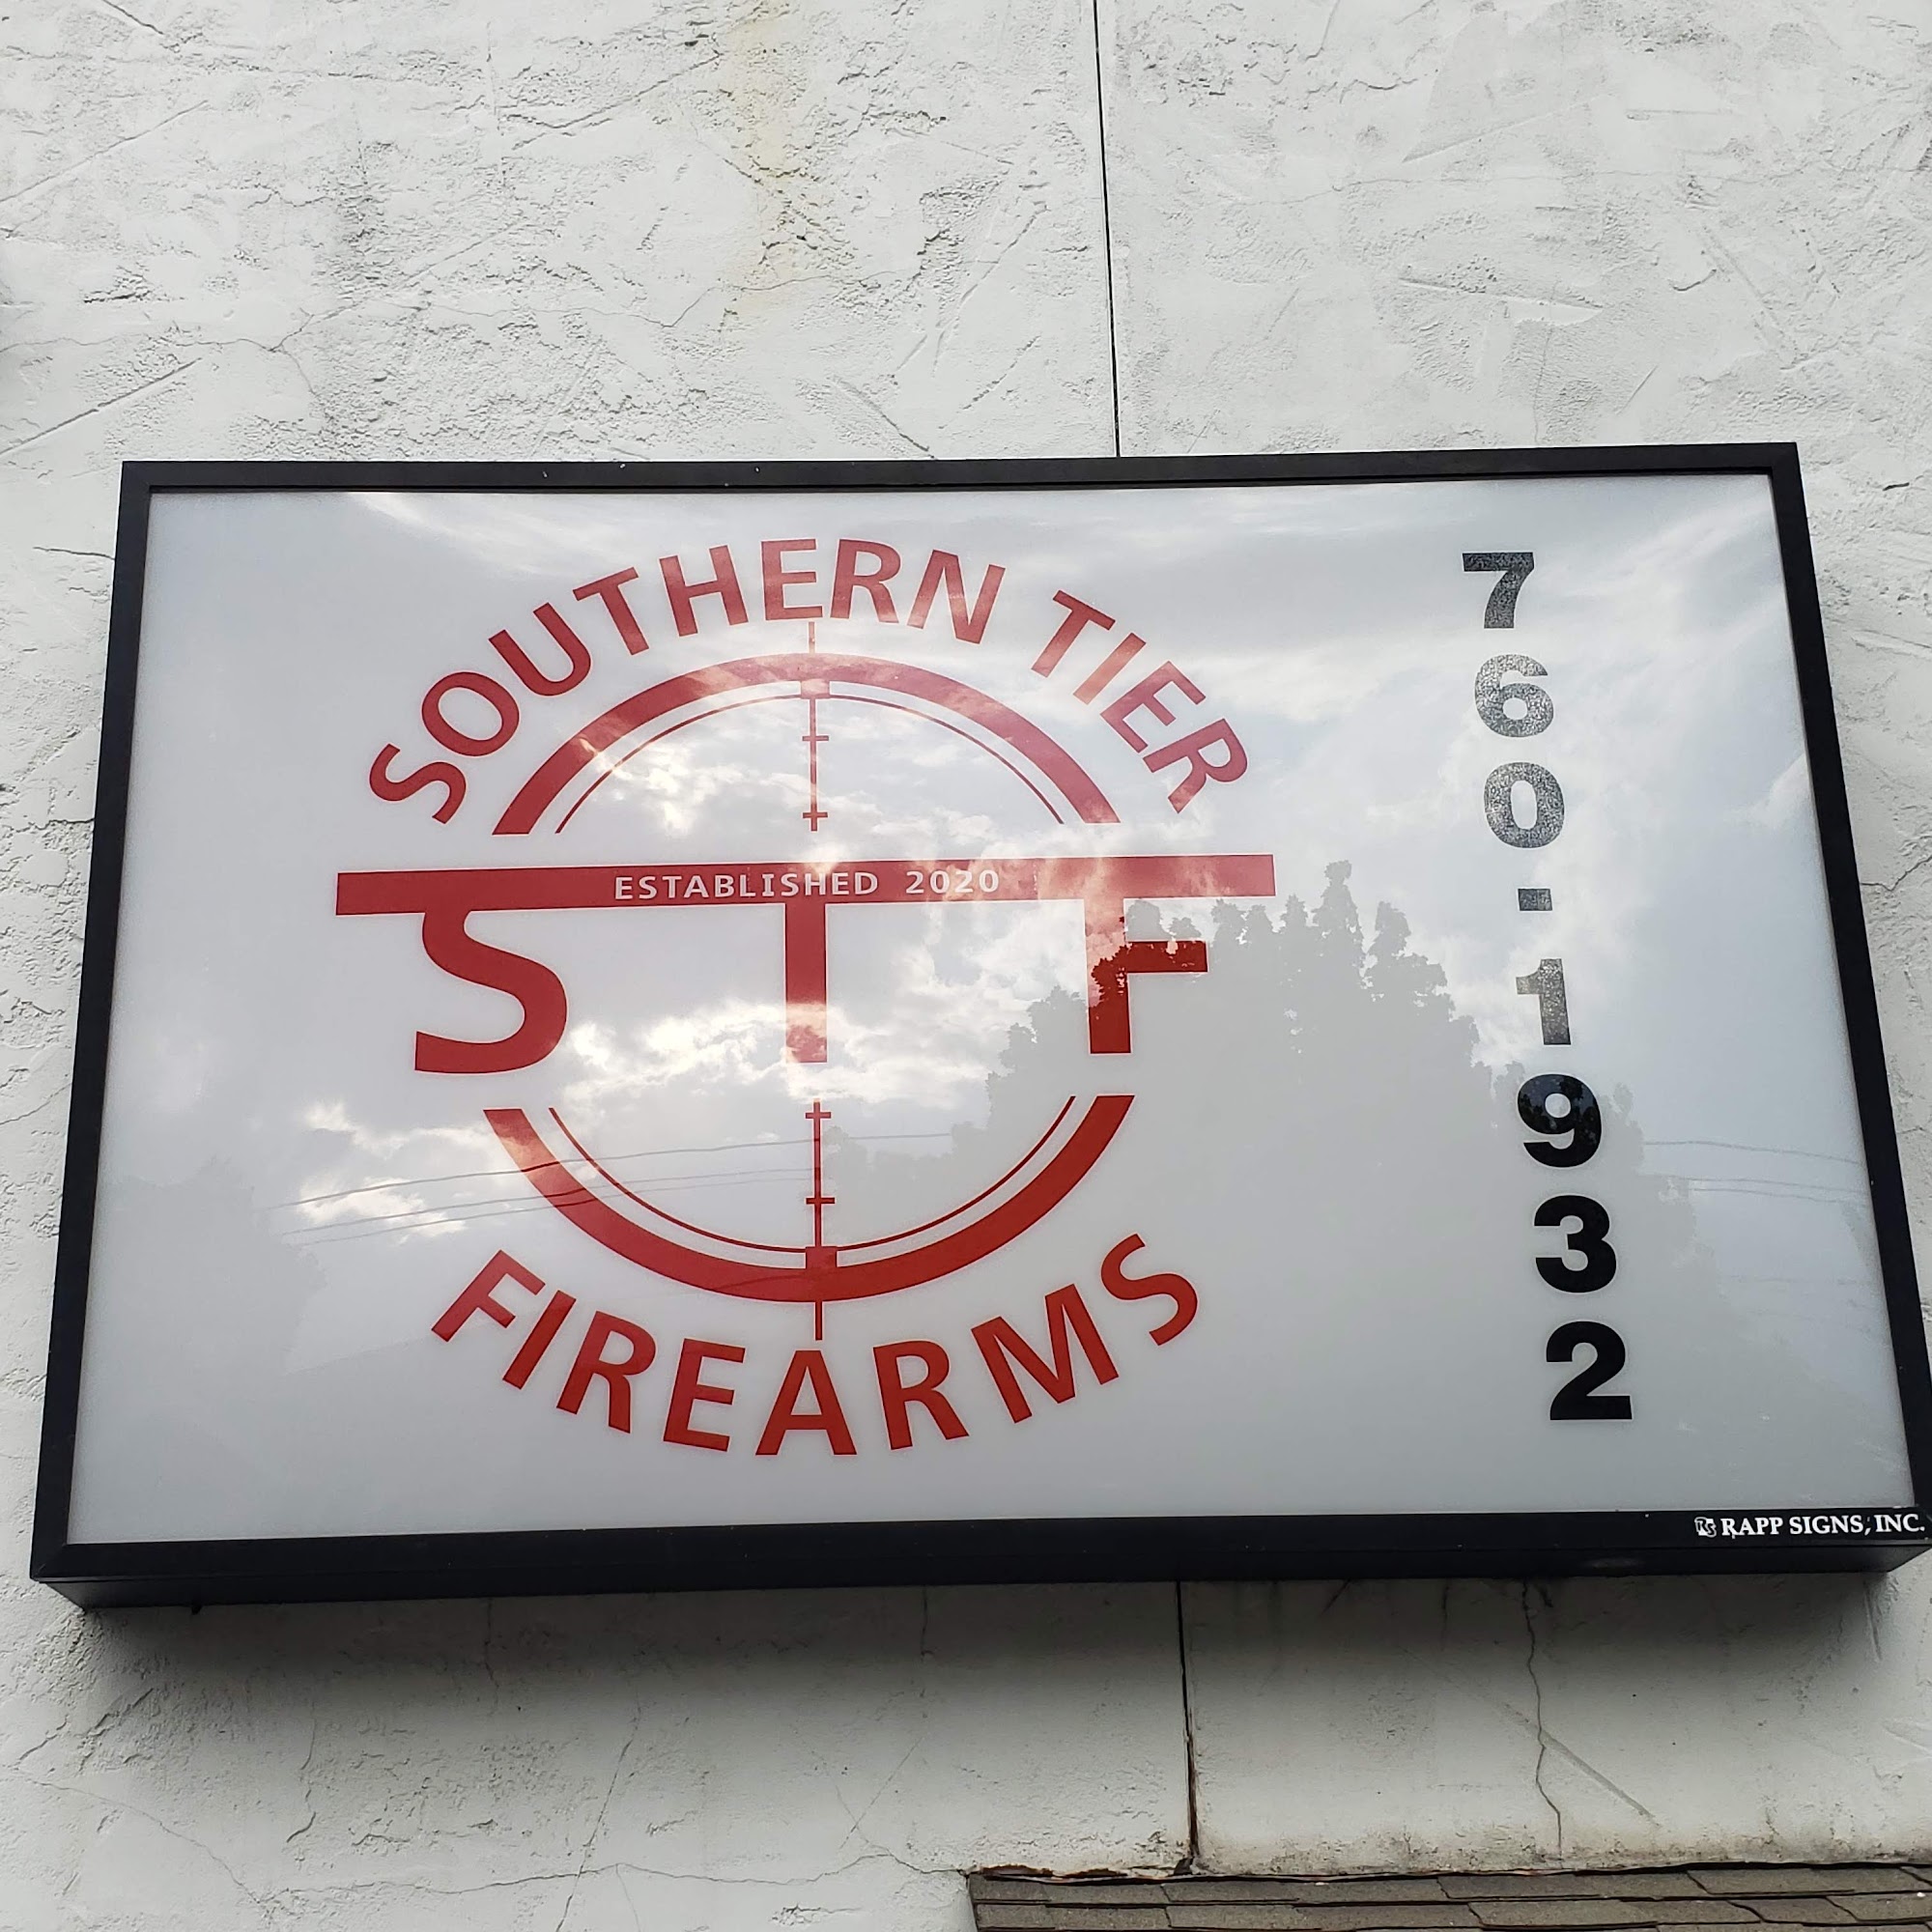 SOUTHERN TIER
ESTABLISHED 2020
STF
FIREARMS
760-1932
RAPP SIGNS, INC.